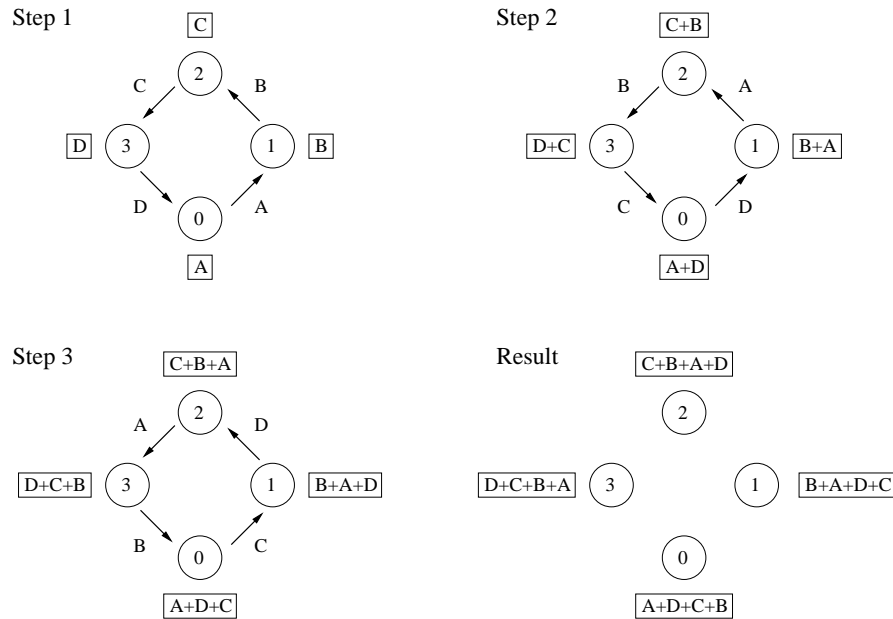 Step 1
C
2
C
B
D
3
1
B
D
A
0
A
Step 2
C+B
2
B
A
D+C
3
1
B+A
C
D
0
A+D
Step 3
C+B+A
2
A
D
D+C+B
3
1
B+A+D
B
C
0
A+D+C
Result
C+B+A+D
2
D+C+B+A
3
1
B+A+D+C
0
A+D+C+B